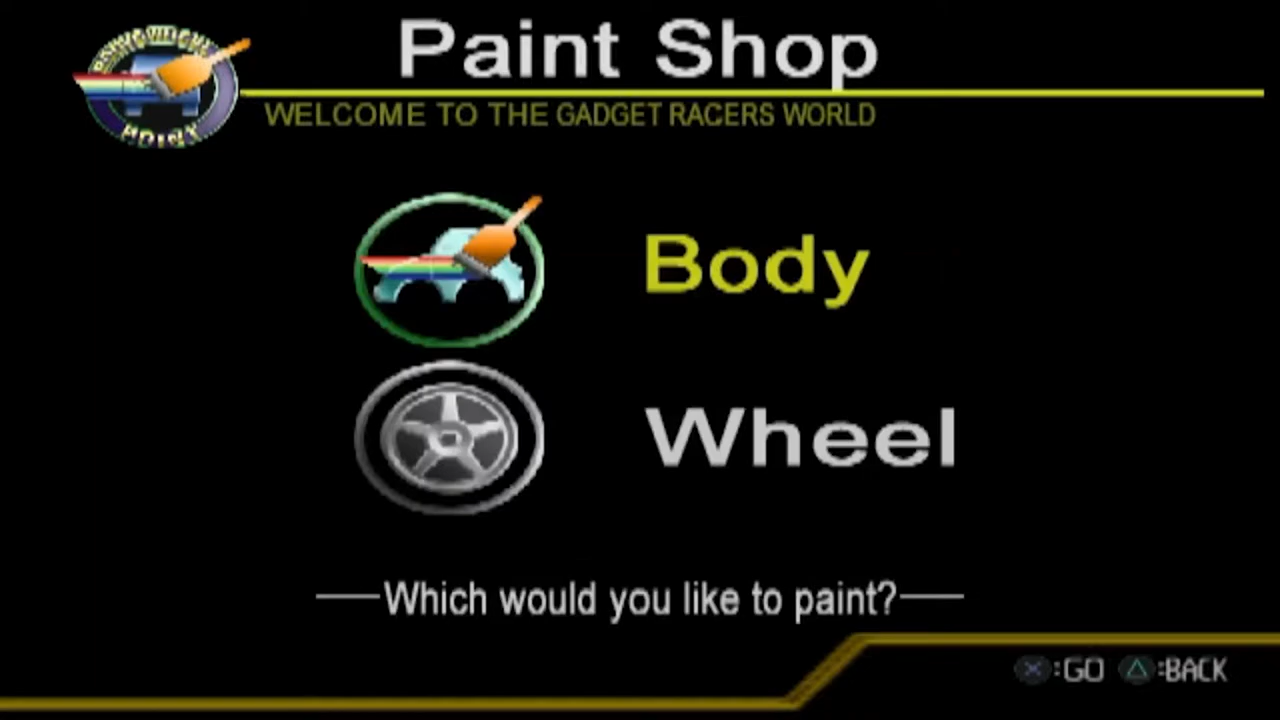 Paint Shop
WELCOME TO THE GADGET RACERS WORLD
Body
Wheel
Which would you like to paint?
:GO :BACK